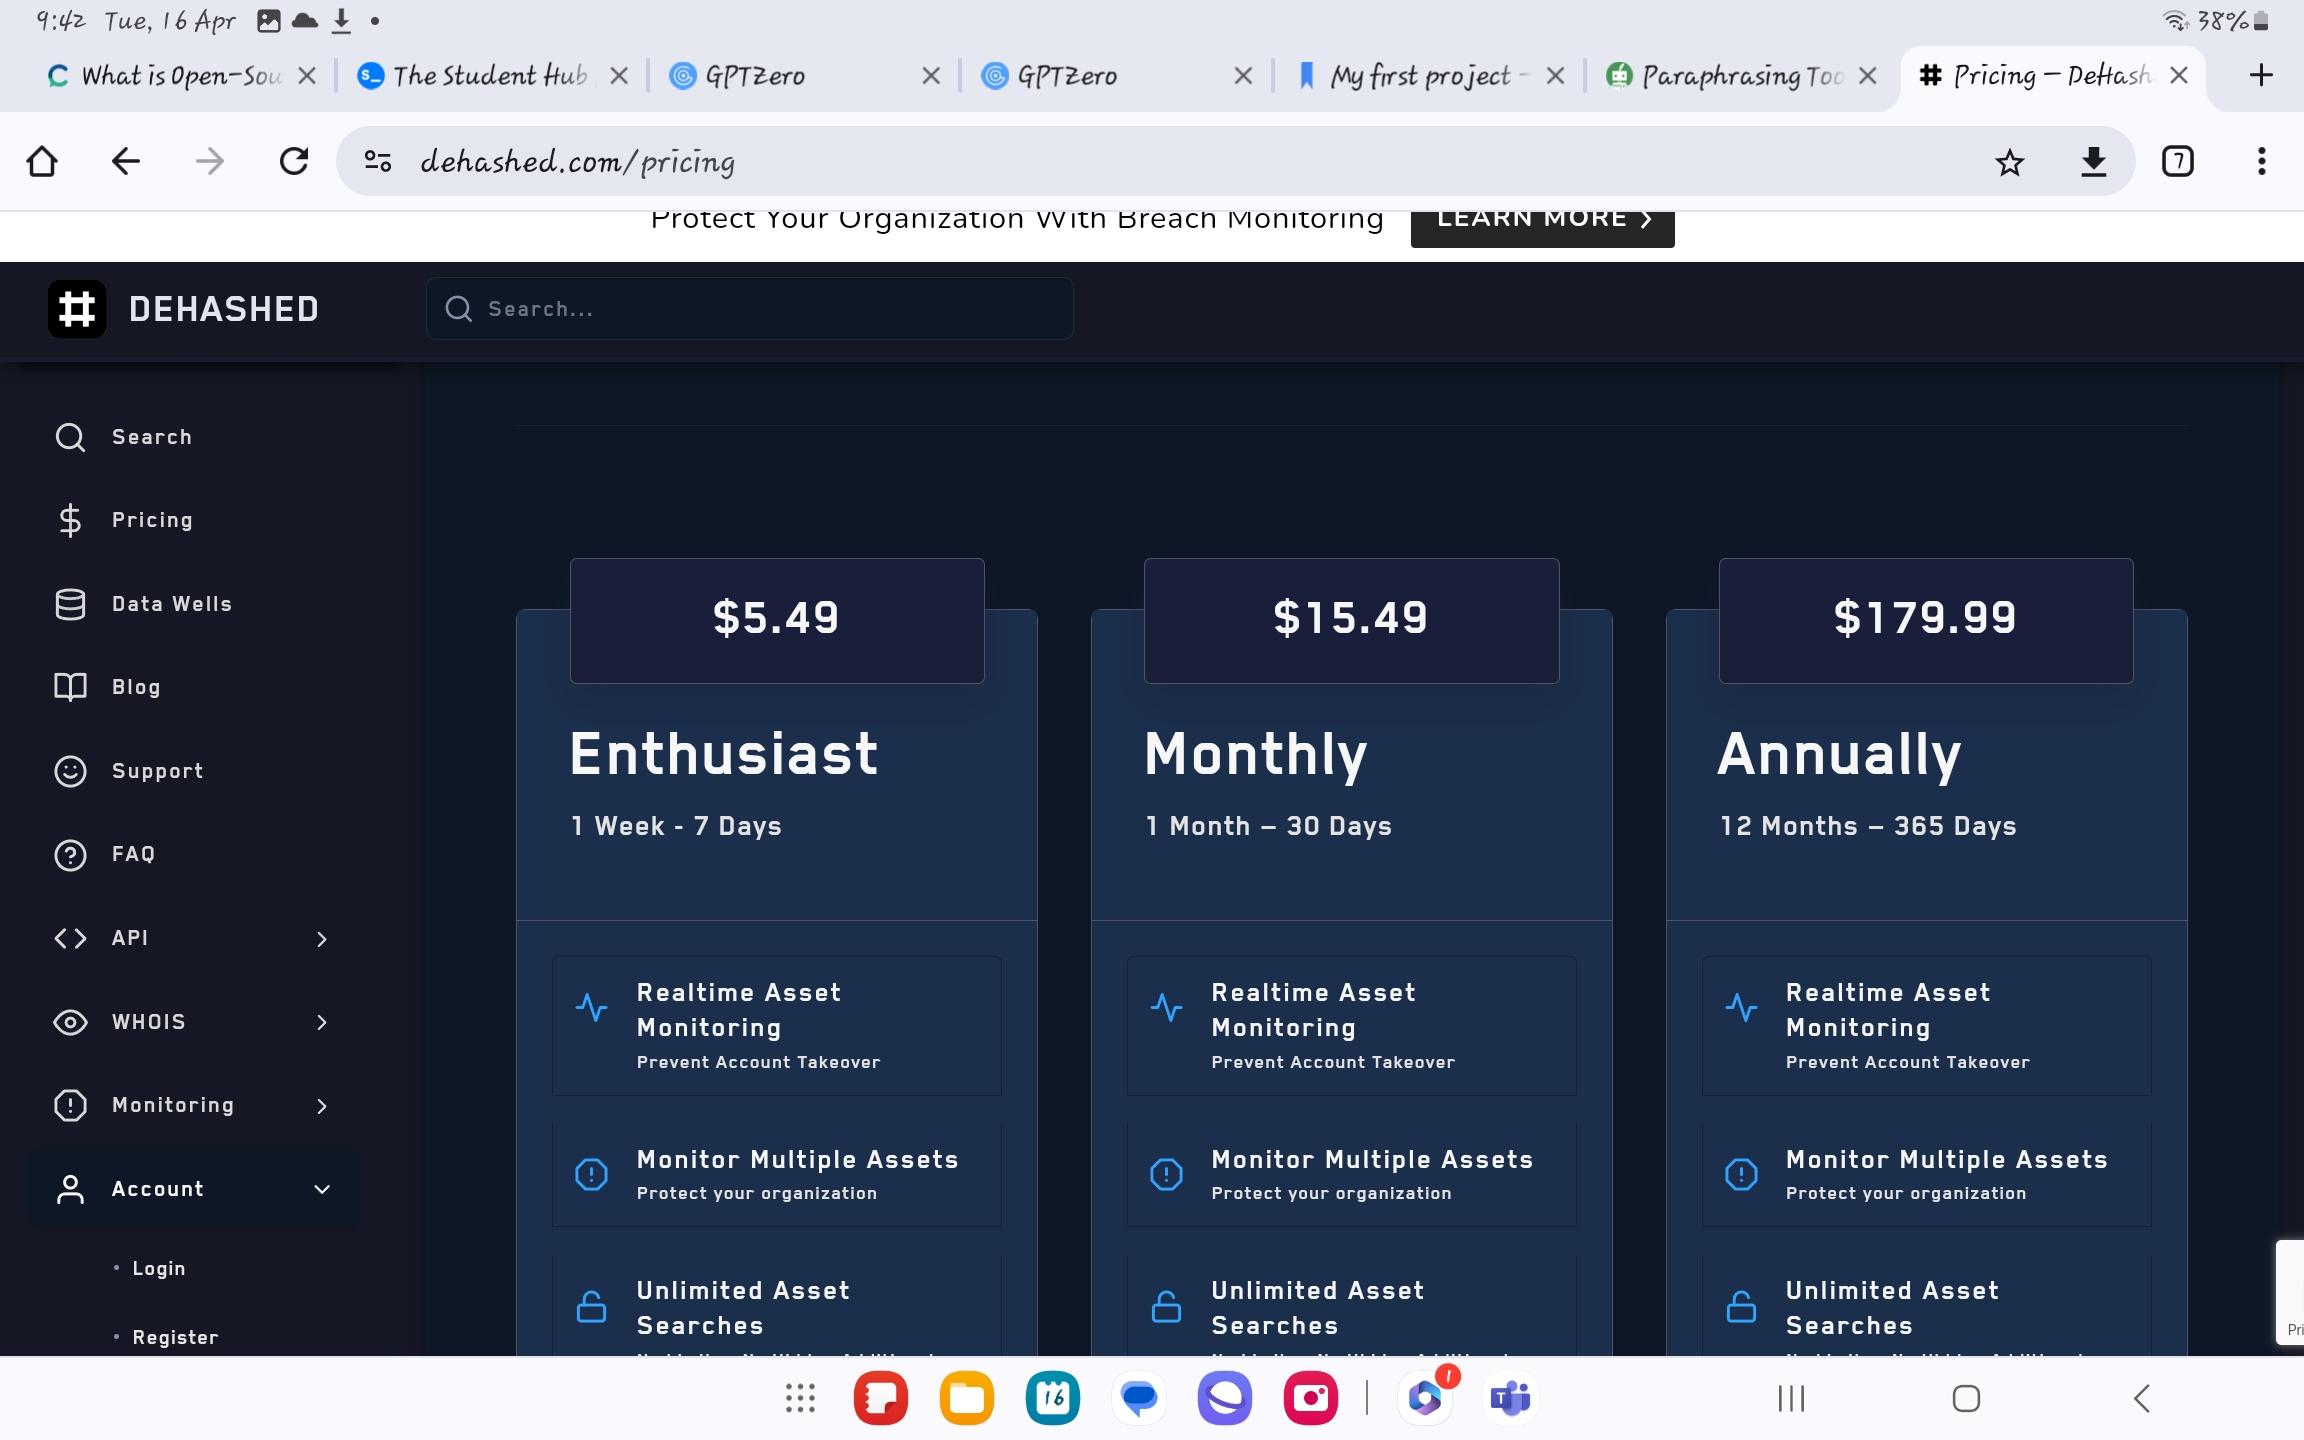 9:42 Tue, 16 Apr
38%
What is Open-Sou
The Student Hub
GPTZero
GPTZero
My first project –
Paraphrasing Too
Pricing — DeHash
dehashed.com/pricing
7
Protect Your Organization With Breach Monitoring
LEARN MORE
DEHASHED
Search...
Search
Pricing
Data Wells
Blog
Support
FAQ
API
WHOIS
Monitoring
Account
• Login
• Register
$5.49
Enthusiast
1 Week - 7 Days
Realtime Asset
Monitoring
Prevent Account Takeover
Monitor Multiple Assets
Protect your organization
Unlimited Asset
Searches
$15.49
Monthly
1 Month – 30 Days
Realtime Asset
Monitoring
Prevent Account Takeover
Monitor Multiple Assets
Protect your organization
Unlimited Asset
Searches
$179.99
Annually
12 Months – 365 Days
Realtime Asset
Monitoring
Prevent Account Takeover
Monitor Multiple Assets
Protect your organization
Unlimited Asset
Searches
Pri
16
1
T